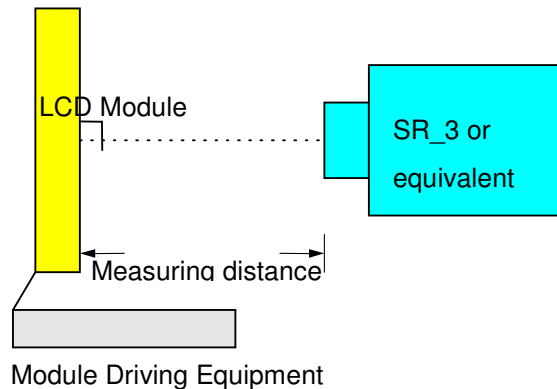 LCD Module
SR_3 or
equivalent
Measuring distance
Module Driving Equipment